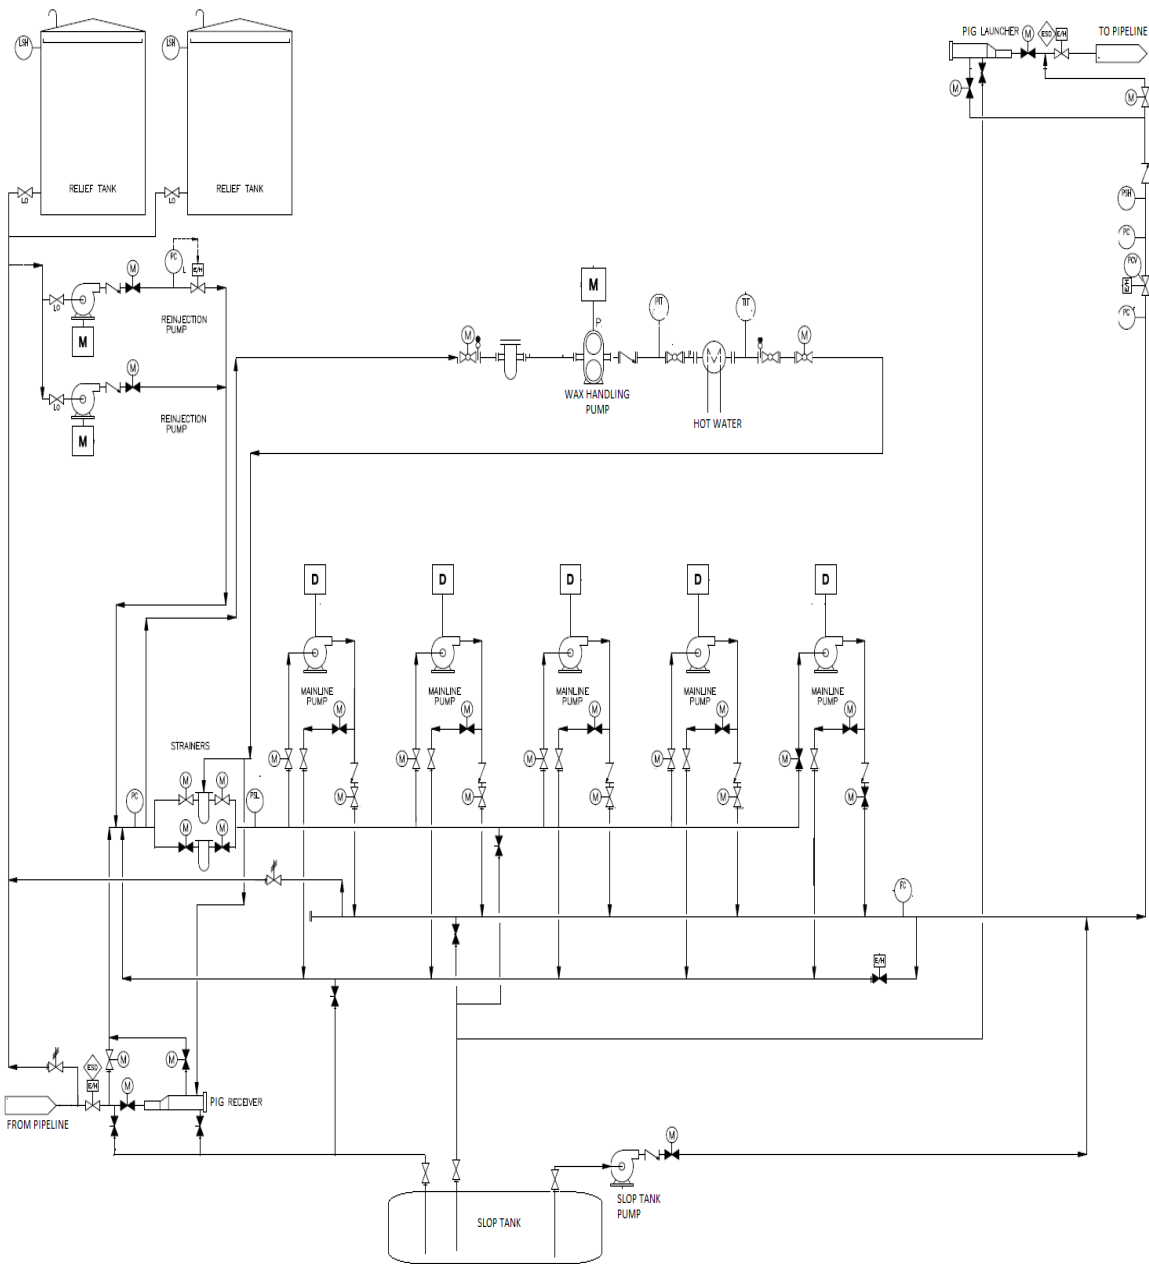 PIG LAUNCHER
M
ESD
E/H
TO PIPELINE
LSH
LSH
M
M
RELIEF TANK
RELIEF TANK
LO
LO
PSH
PC
PCV
E/H
PC
M
PC
L
E/H
LO
REINJECTION
PUMP
M
M
LO
REINJECTION
PUMP
M
M
P
PIT
TIT
M
M
WAX HANDLING
PUMP
HOT WATER
D
D
D
D
D
MAINLINE
PUMP
MAINLINE
PUMP
MAINLINE
PUMP
MAINLINE
PUMP
MAINLINE
PUMP
M
M
M
M
M
STRAINERS
M
M
M
M
M
M
M
PC
PSL
M
M
M
M
M
M
M
FC
E/H
ESD
E/H
M
M
M
PIG RECEIVER
FROM PIPELINE
M
SLOP TANK
PUMP
SLOP TANK